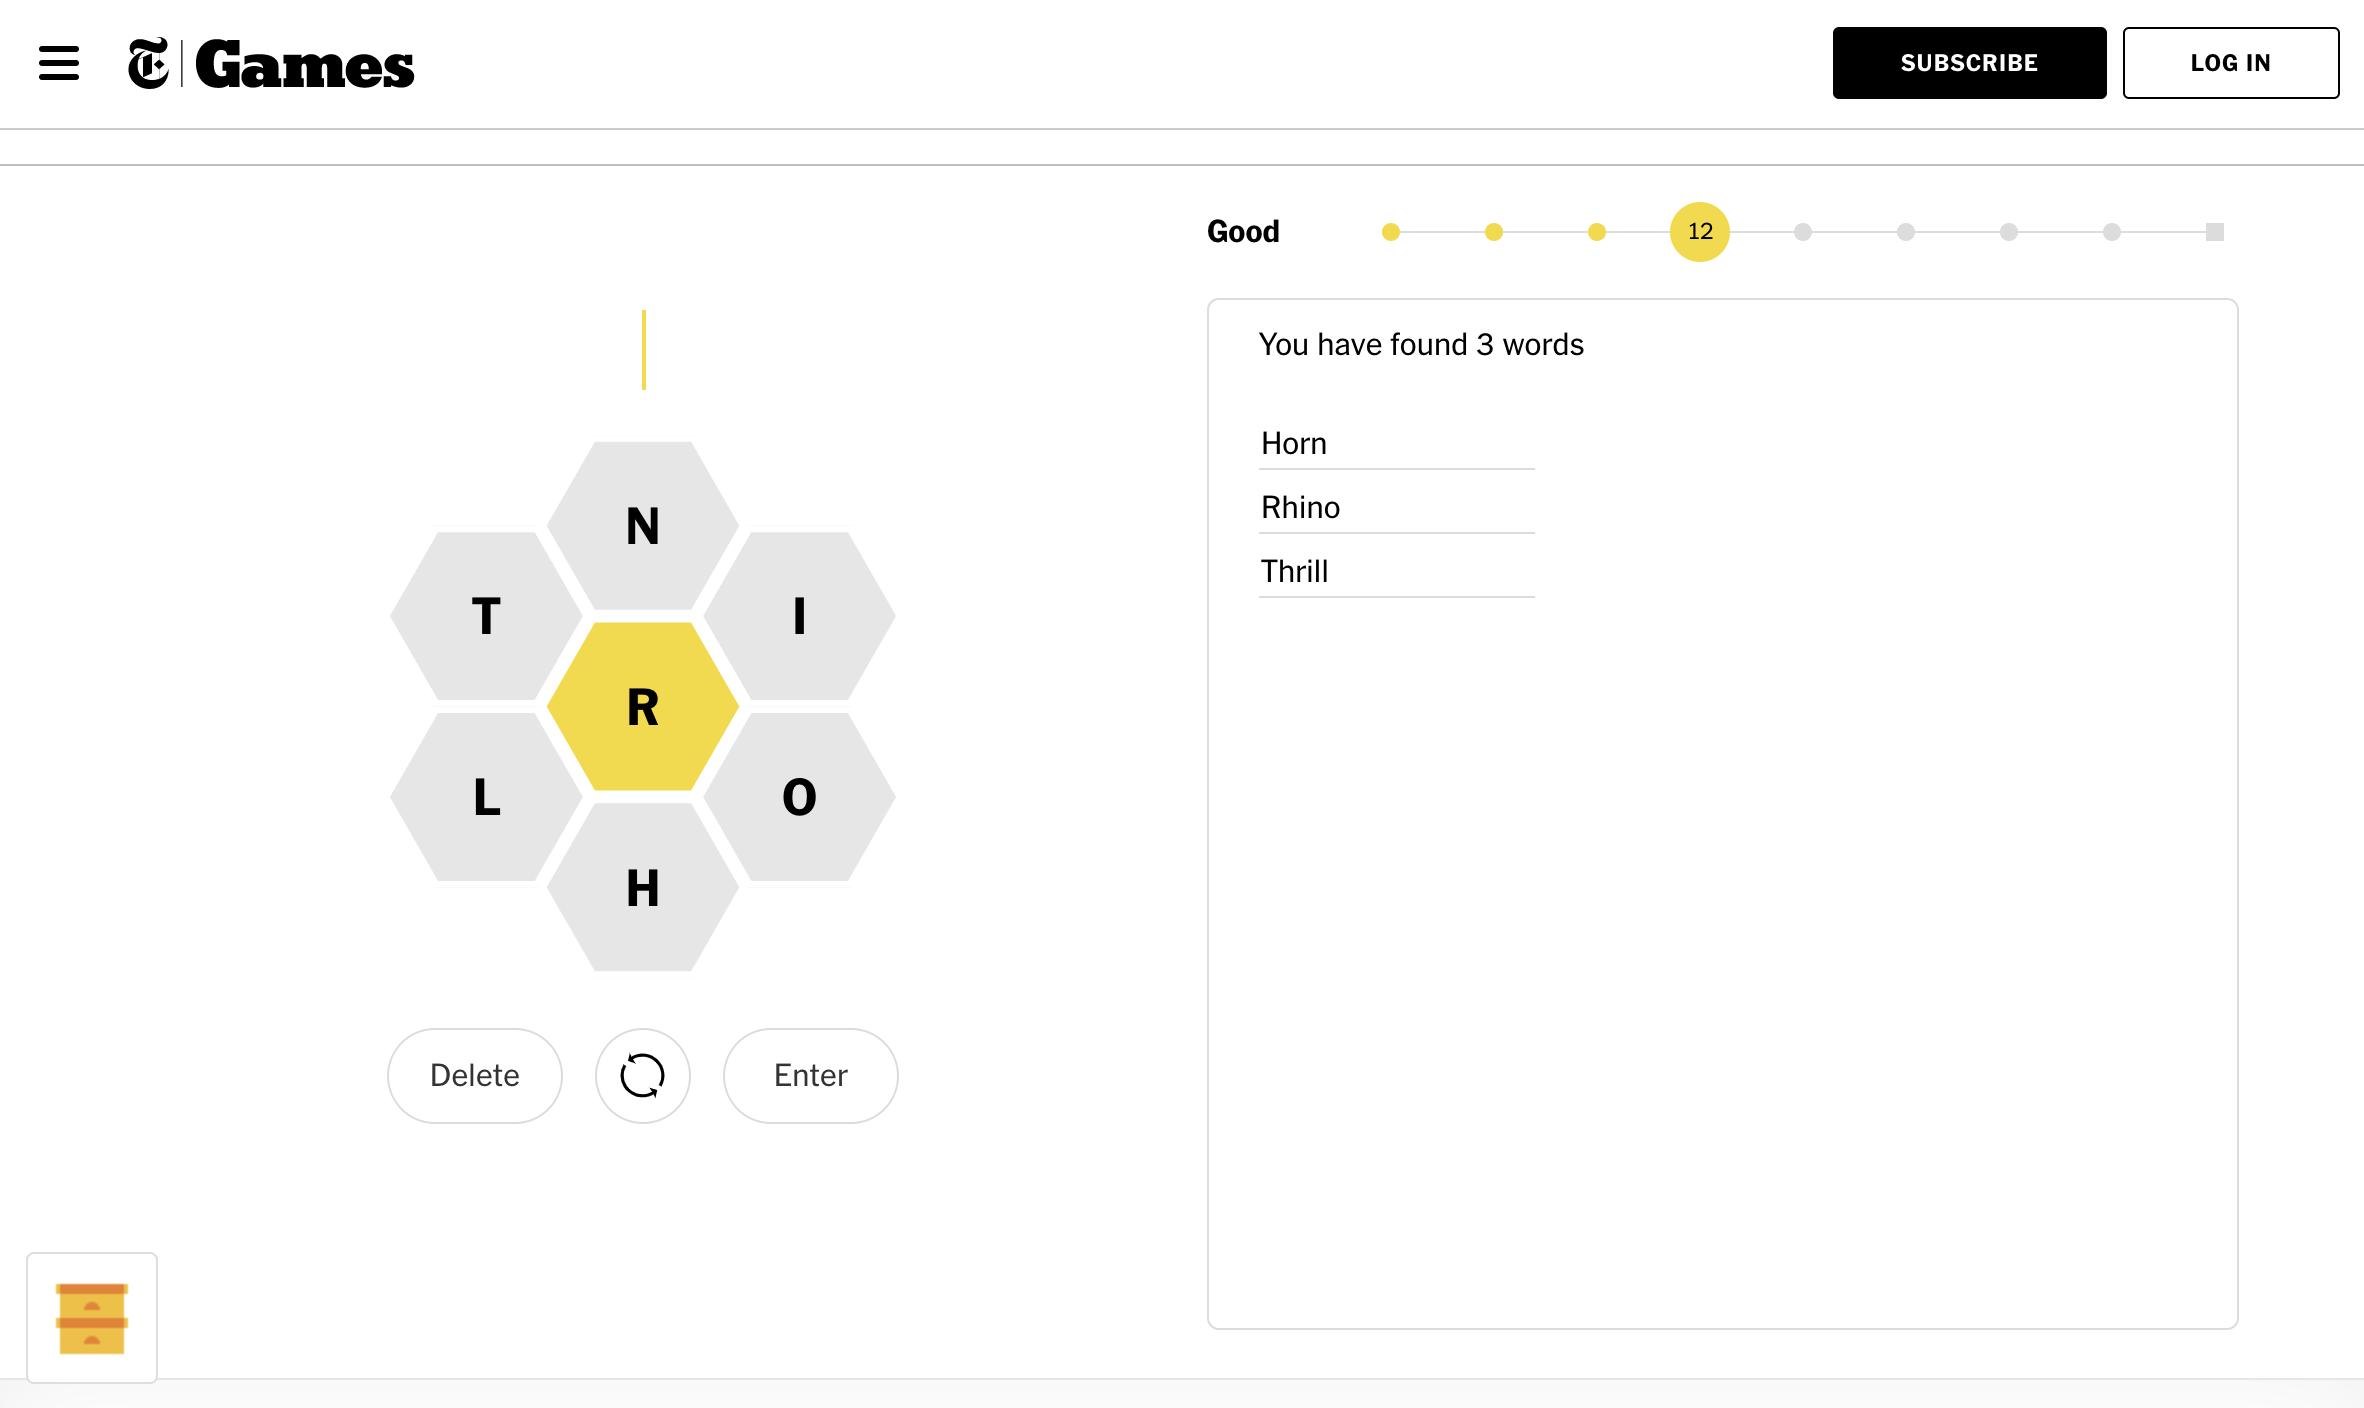 T Games
SUBSCRIBE
LOG IN
Good
12
You have found 3 words
Horn
Rhino
Thrill
N
T
I
R
L
O
H
Delete
Enter